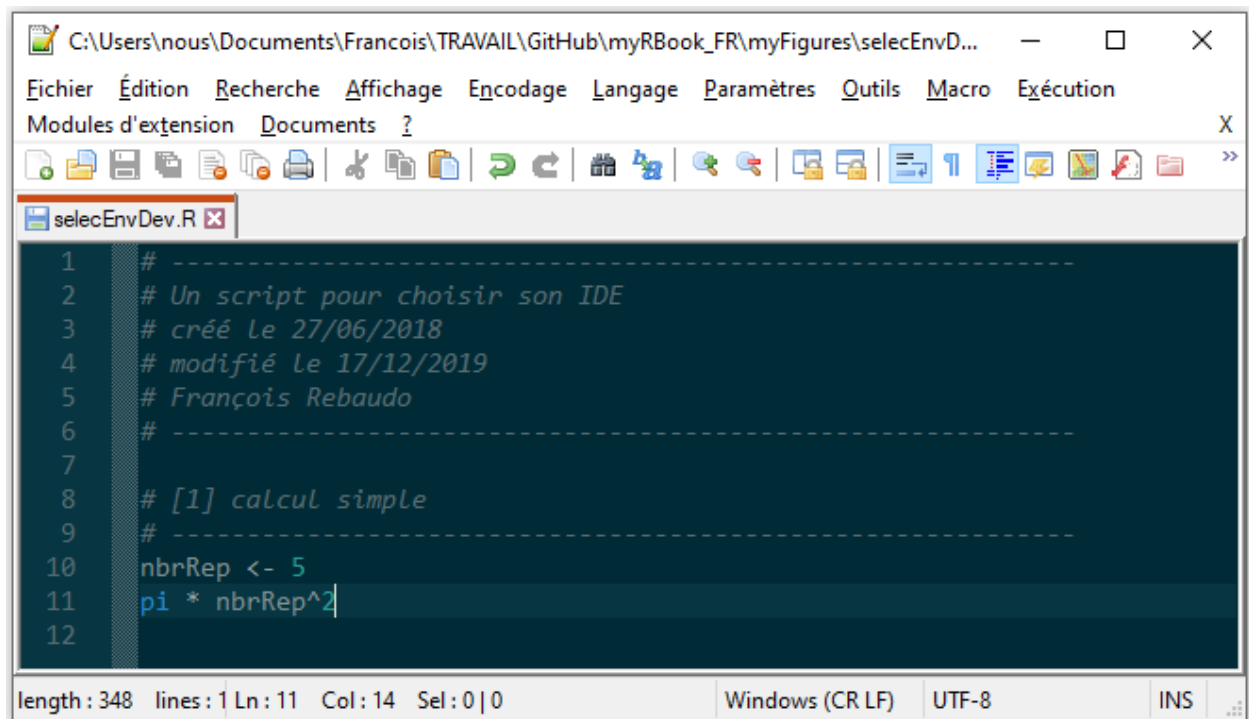 C:\Users\nous\Documents\Francois\TRAVAIL\GitHub\myRBook_FR\myFigures\selecEnvD...
Fichier Édition Recherche Affichage Encodage Langage Paramètres Outils Macro Exécution
Modules d'extension Documents ? X
selecEnvDev.R
1 # -------------------------------------------------------------
2 # Un script pour choisir son IDE
3 # créé le 27/06/2018
4 # modifié le 17/12/2019
5 # François Rebaudo
6 # -------------------------------------------------------------
7
8 # [1] calcul simple
9 # -------------------------------------------------------------
10 nbrRep <- 5
11 pi * nbrRep^2
12
length : 348 lines : 1 Ln : 11 Col : 14 Sel : 0 | 0 Windows (CR LF) UTF-8 INS